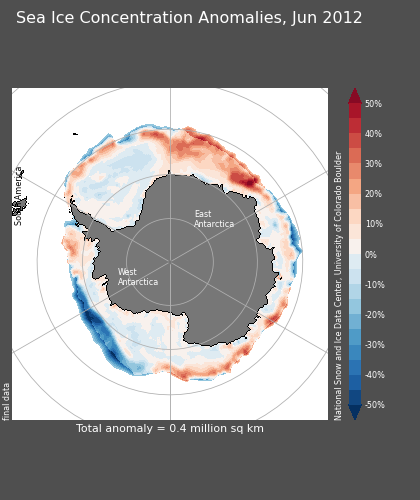 Sea Ice Concentration Anomalies, Jun 2012
South America
East
Antarctica
West
Antarctica
50%
40%
30%
20%
10%
0%
-10%
-20%
-30%
-40%
-50%
National Snow and Ice Data Center, University of Colorado Boulder
final data
Total anomaly = 0.4 million sq km